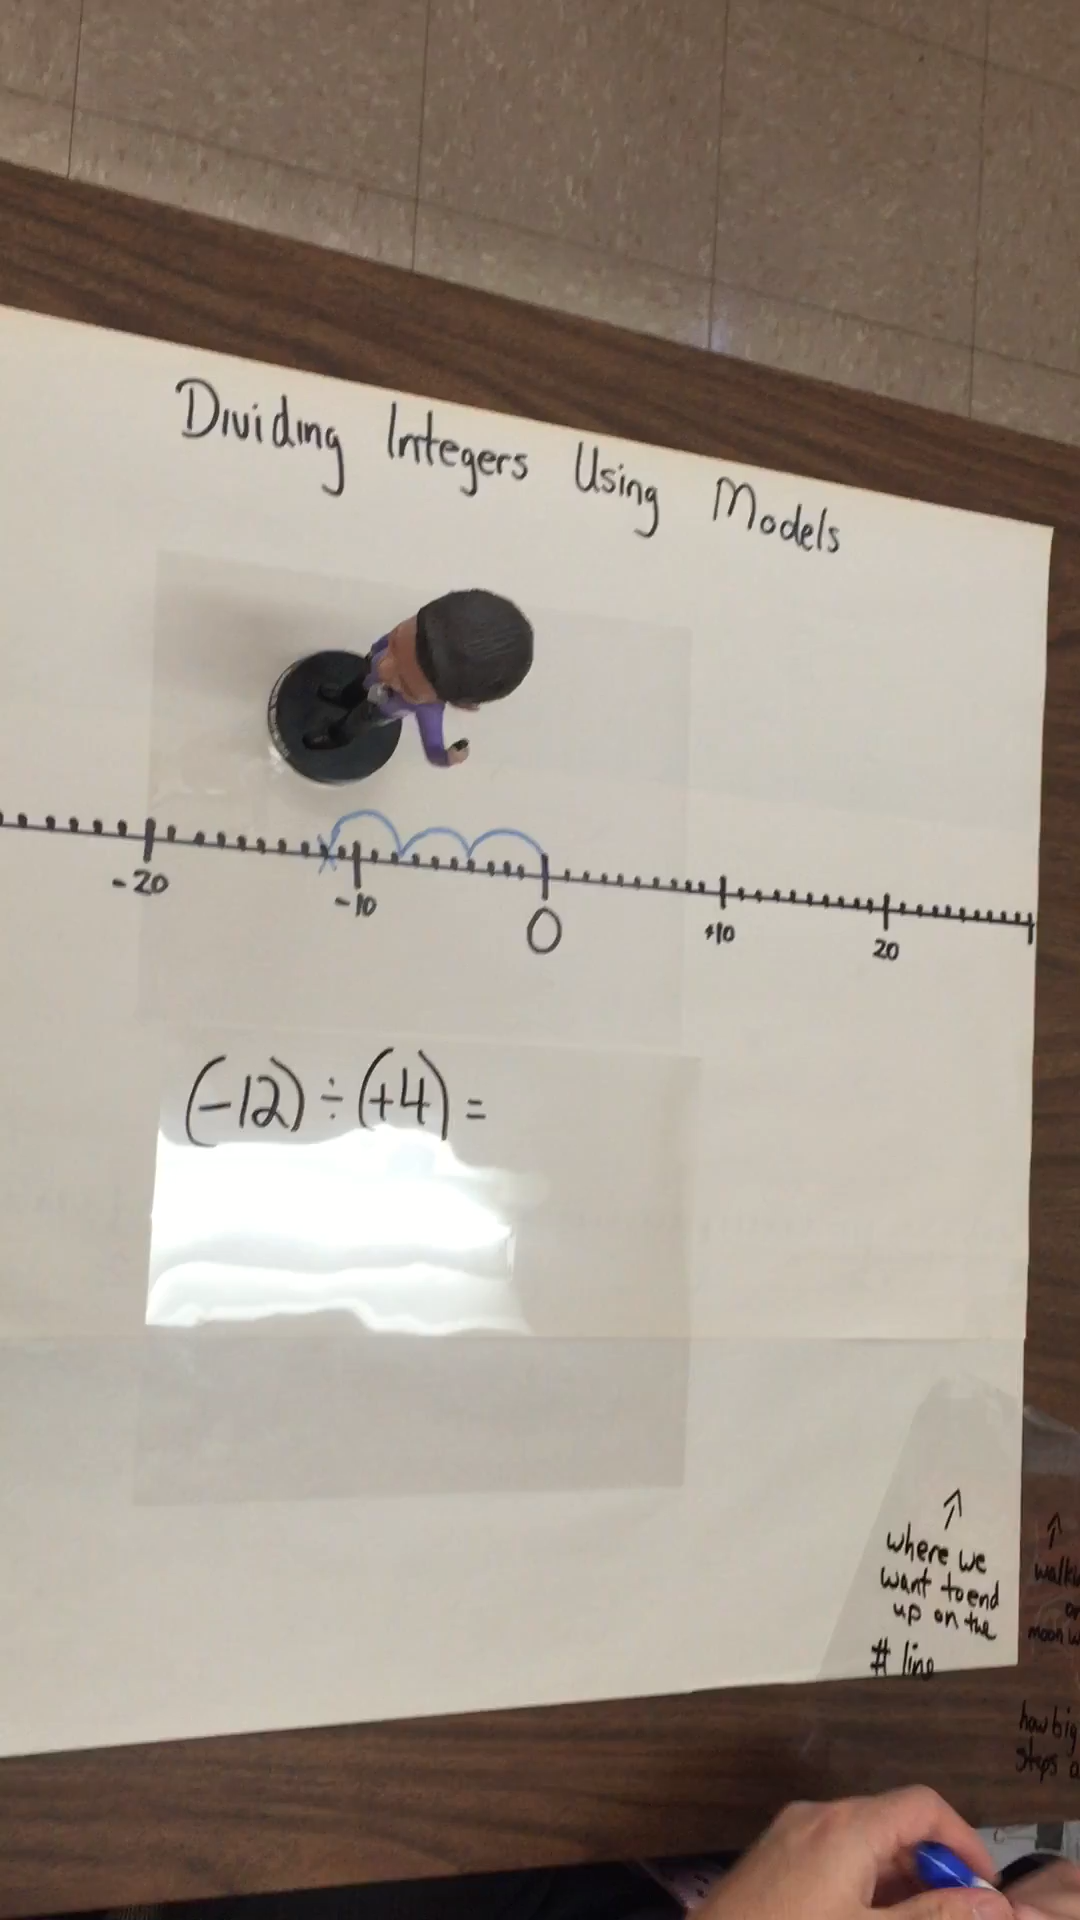 Dividing Integers Using Models
-20 -10 0 +10 20
(-12) ÷ (+4) =
↑
where we
want to end
up on the
# line
↑
how big
steps